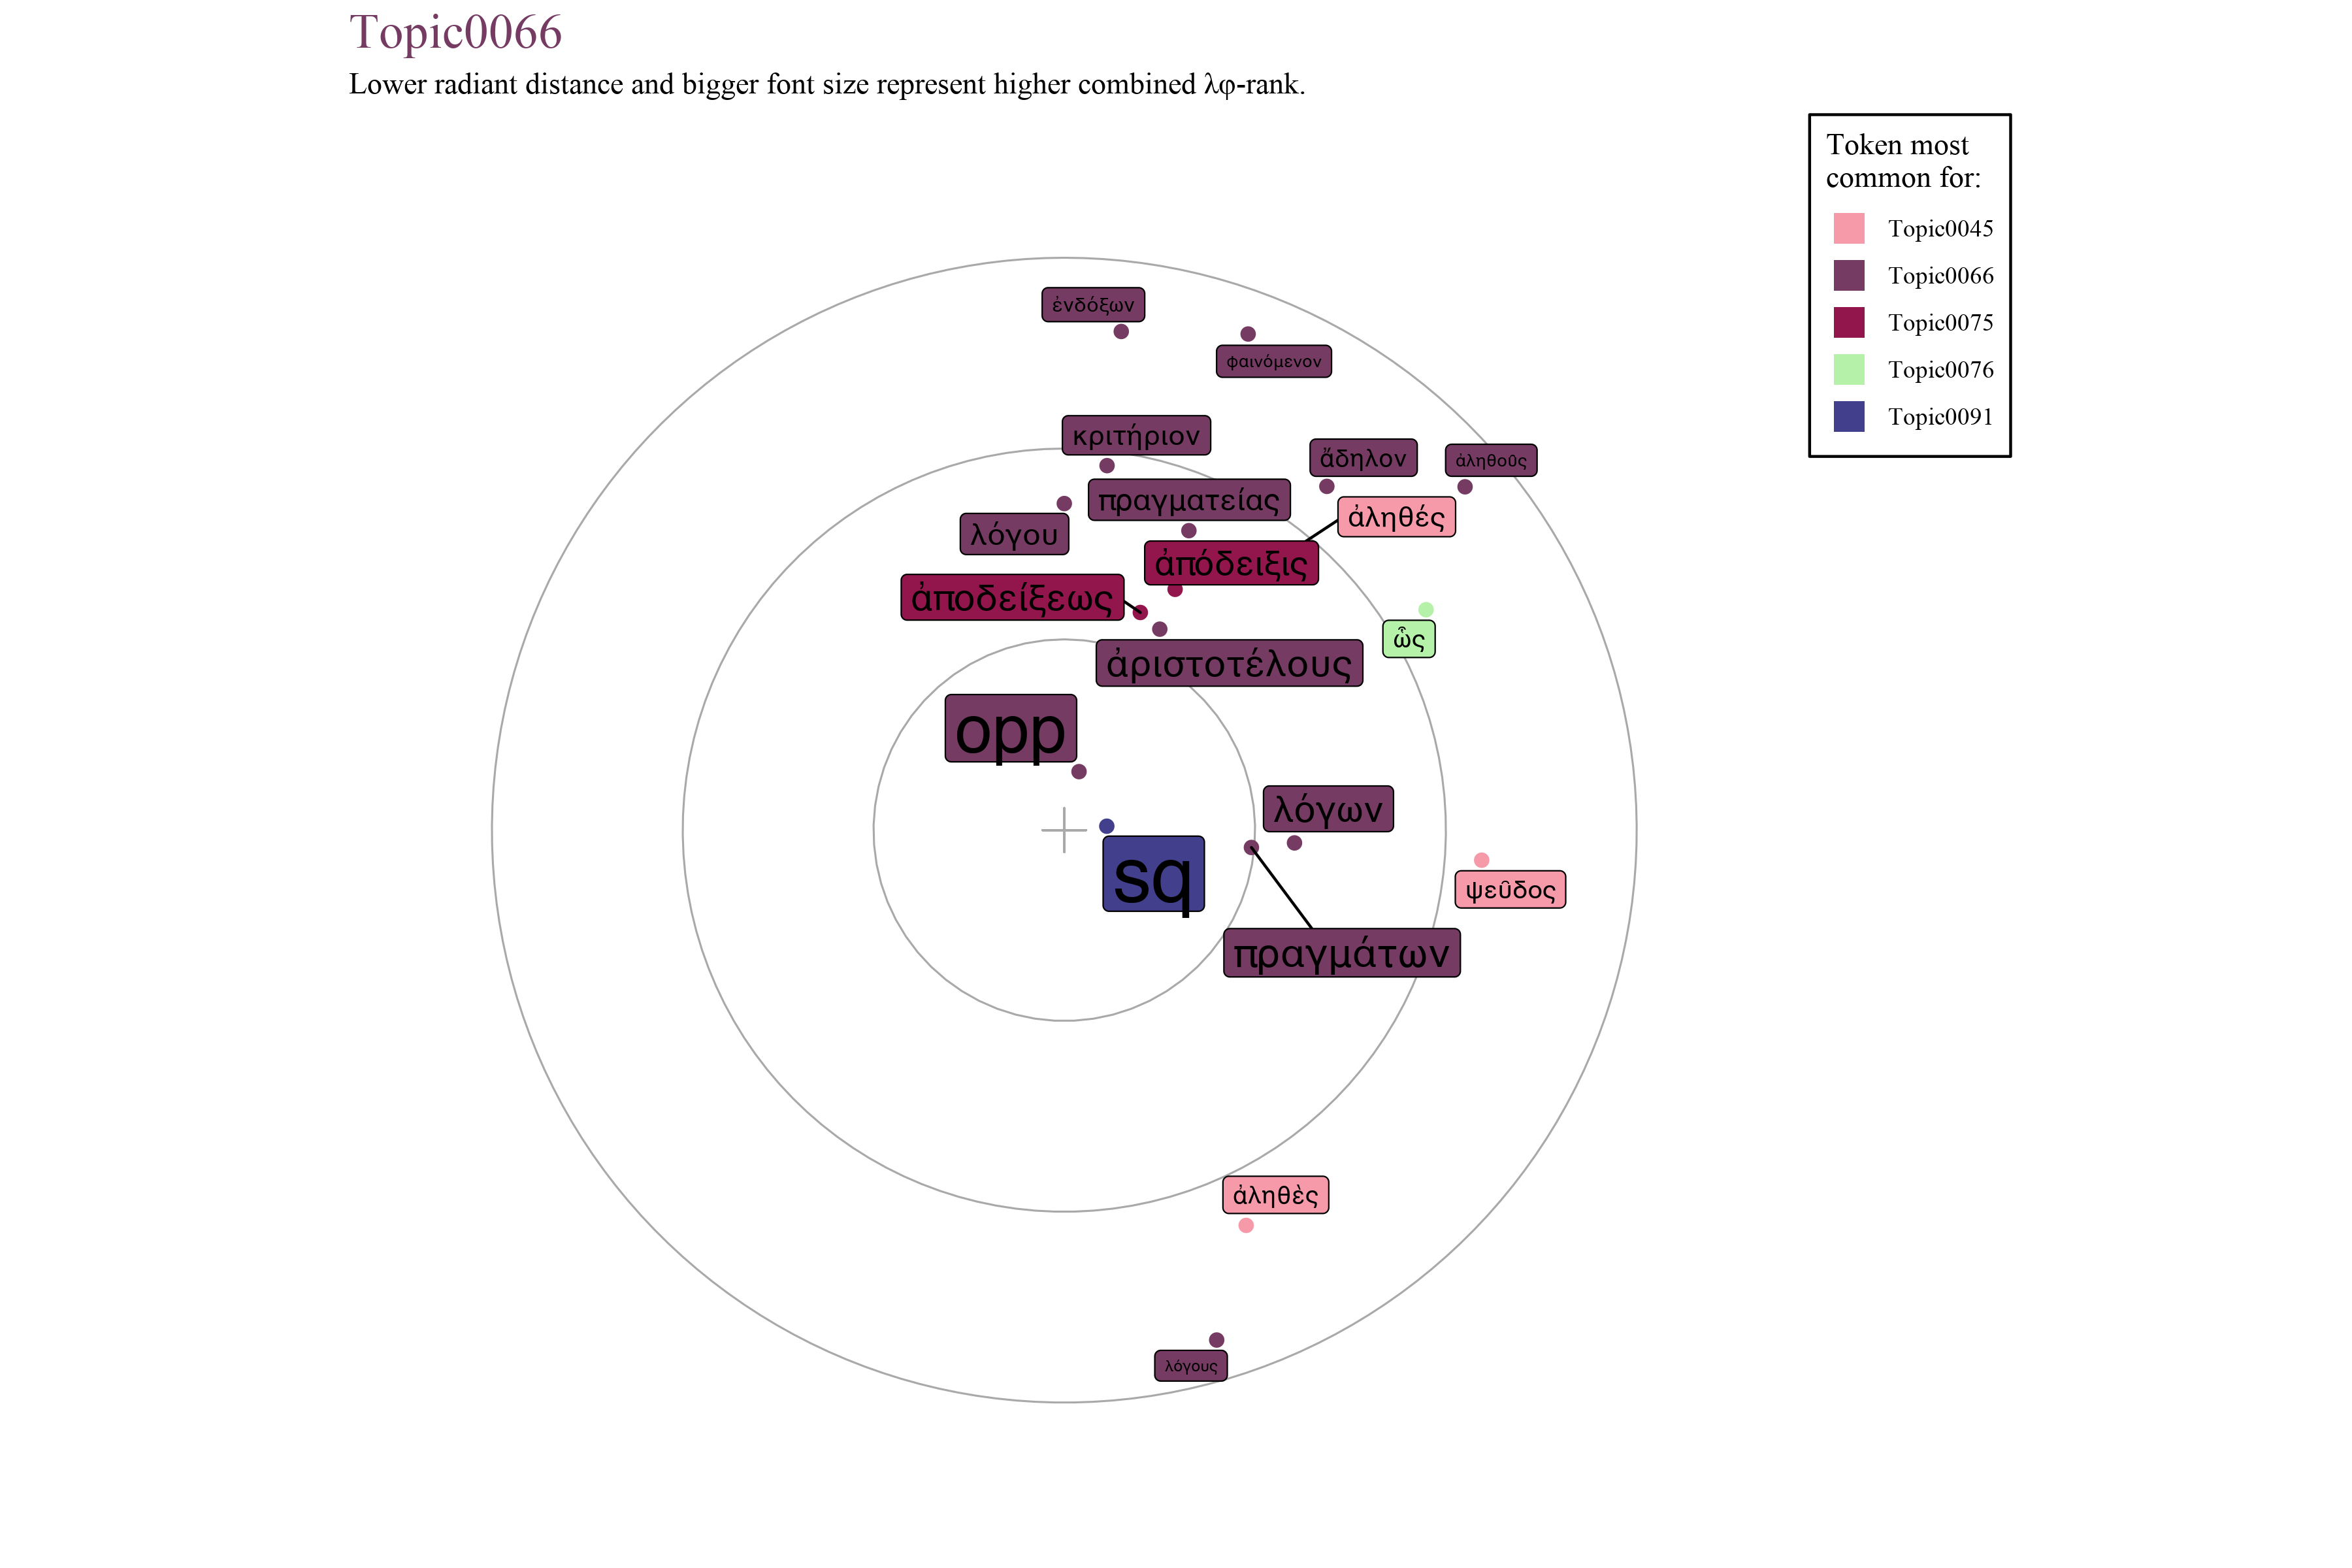 Topic0066
Lower radiant distance and bigger font size represent higher combined λφ-rank.
Token most
common for:
Topic0045
Topic0066
Topic0075
Topic0076
Topic0091
ἐνδόξων
φαινόμενον
κριτήριον
ἄδηλον
ἀληθοῦς
πραγματείας
ἀληθές
λόγου
ἀπόδειξις
ἀποδείξεως
ὧς
ἀριστοτέλους
opp
λόγων
sq
ψεῦδος
πραγμάτων
ἀληθὲς
λόγους